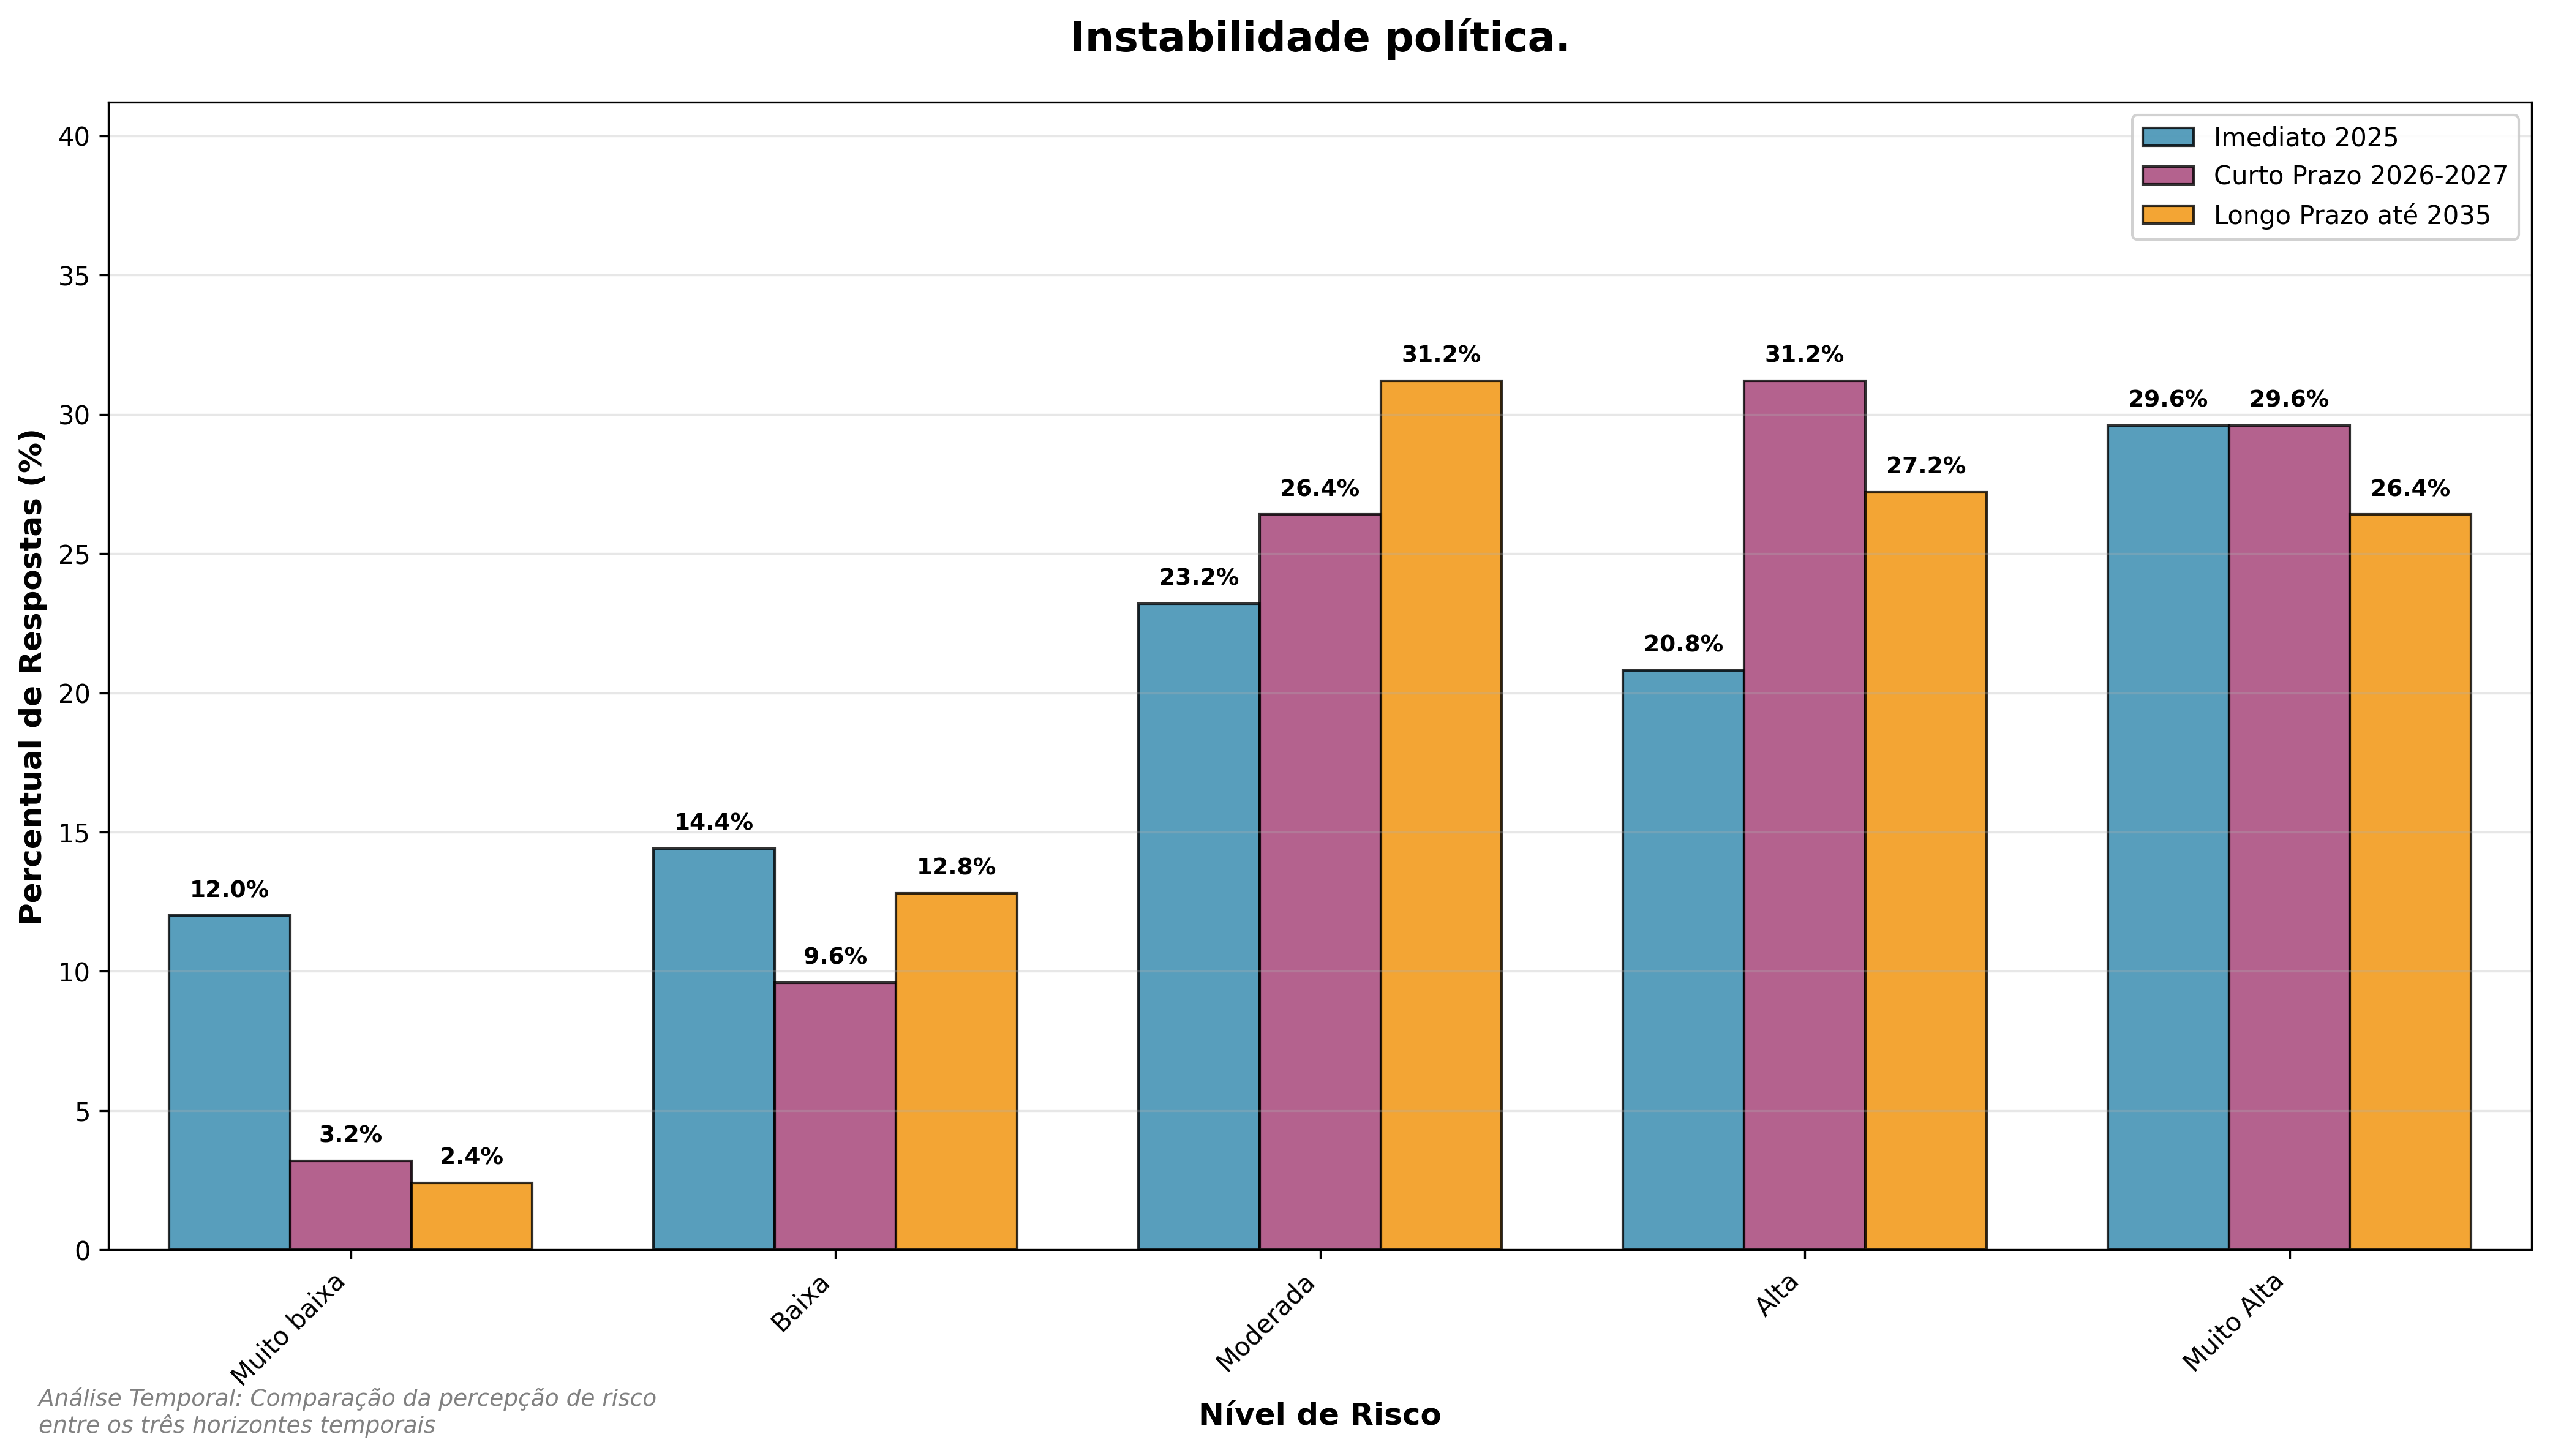 Instabilidade política.
Percentual de Respostas (%)
40
35
30
25
20
15
10
5
0
Imediato 2025
Curto Prazo 2026-2027
Longo Prazo até 2035
12.0%
3.2%
2.4%
14.4%
9.6%
12.8%
23.2%
26.4%
31.2%
20.8%
31.2%
27.2%
29.6%
29.6%
26.4%
Muito baixa
Baixa
Moderada
Alta
Muito Alta
Nível de Risco
Análise Temporal: Comparação da percepção de risco
entre os três horizontes temporais